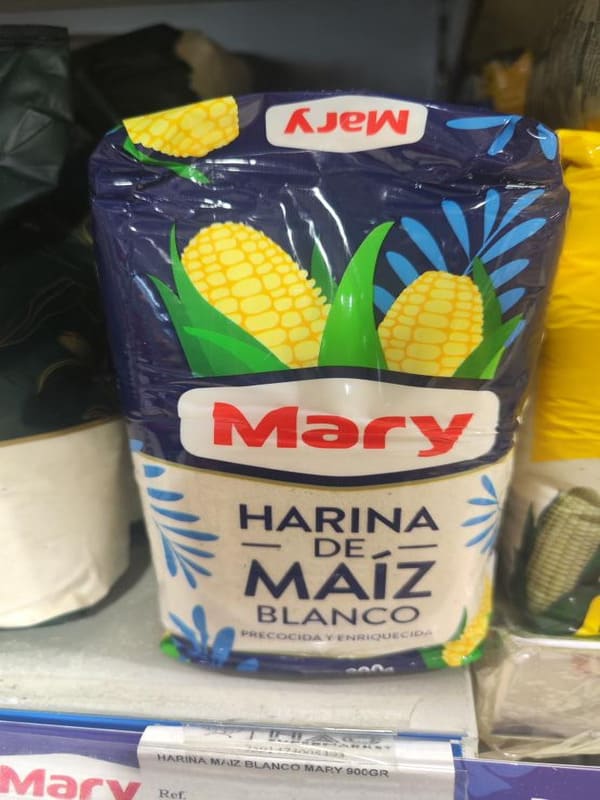 Mary
Mary
HARINA
DE
MAÍZ
BLANCO
PRECOCIDA Y ENRIQUECIDA
HARINA MAIZ BLANCO MARY 900GR
Mary
Ref.